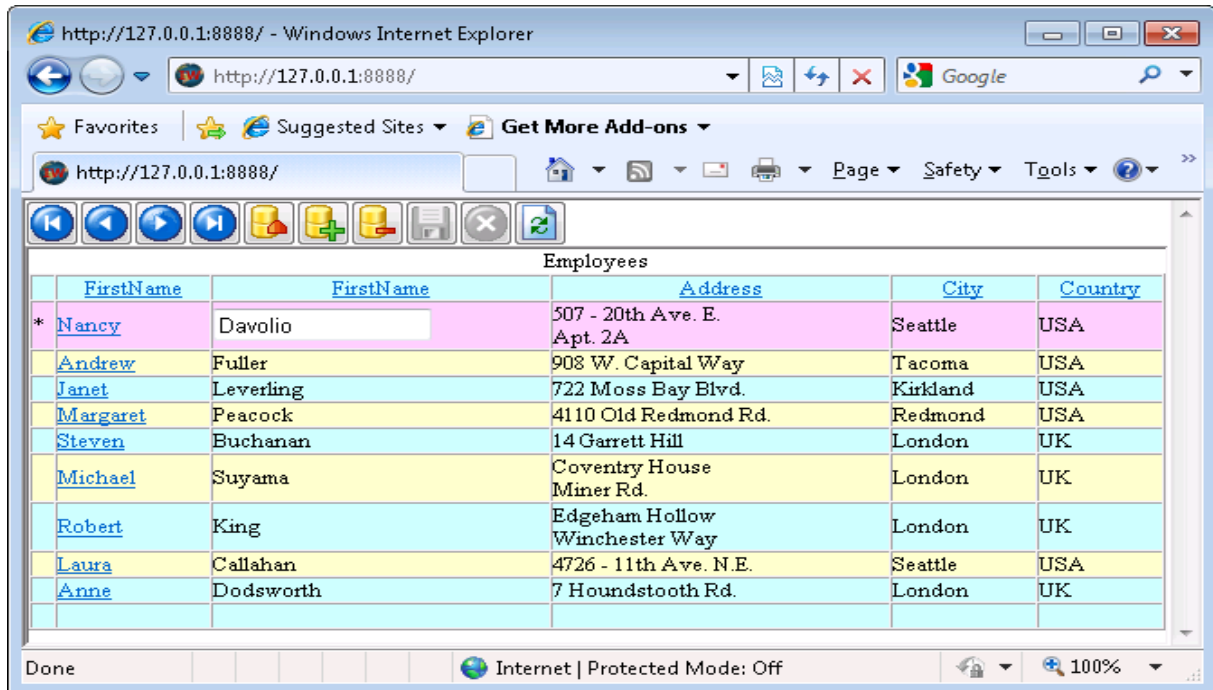 http://127.0.0.1:8888/ - Windows Internet Explorer
http://127.0.0.1:8888/
Google
Favorites
Suggested Sites
Get More Add-ons
http://127.0.0.1:8888/
Page
Safety
Tools
Employees
FirstName FirstName Address City Country
* Nancy Davolio 507 - 20th Ave. E. Seattle USA
Apt. 2A
Andrew Fuller 908 W. Capital Way Tacoma USA
Janet Leverling 722 Moss Bay Blvd. Kirkland USA
Margaret Peacock 4110 Old Redmond Rd. Redmond USA
Steven Buchanan 14 Garrett Hill London UK
Michael Suyama Coventry House London UK
Miner Rd.
Robert King Edgeham Hollow London UK
Winchester Way
Laura Callahan 4726 - 11th Ave. N.E. Seattle USA
Anne Dodsworth 7 Houndstooth Rd. London UK
Done
Internet | Protected Mode: Off
100%